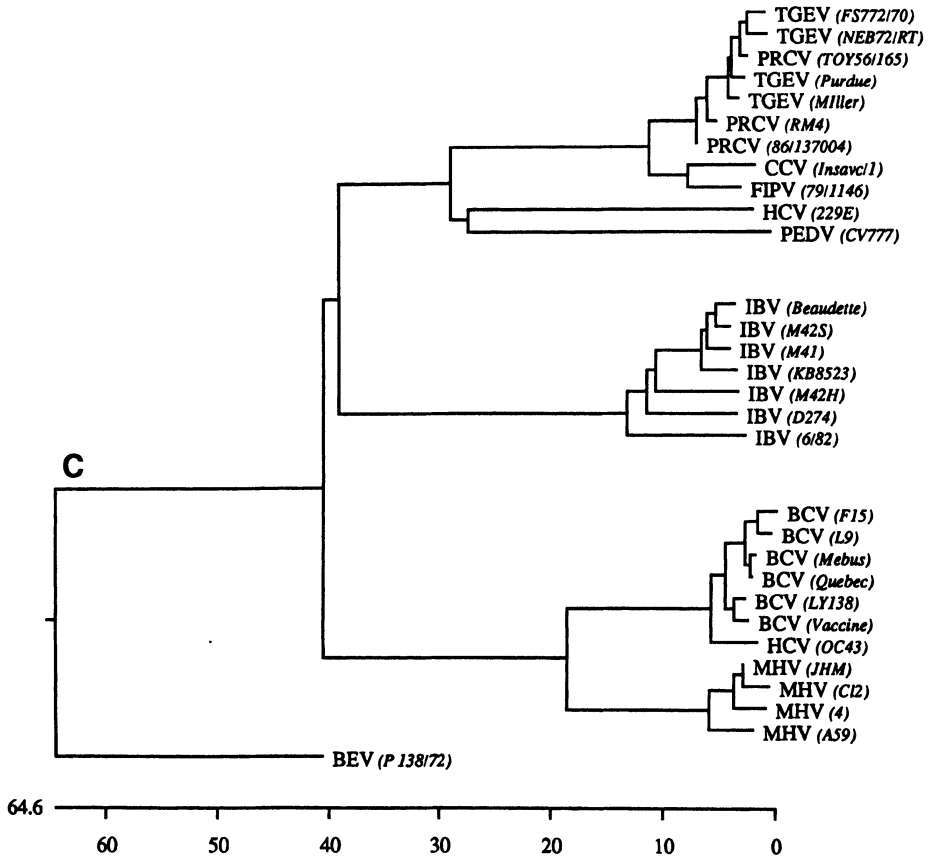 TGEV (FS772/70)
TGEV (NEB72/RT)
PRCV (TOY56/165)
TGEV (Purdue)
TGEV (MIller)
PRCV (RM4)
PRCV (86/137004)
CCV (Insavc/1)
FIPV (79/1146)
HCV (229E)
PEDV (CV777)
IBV (Beaudette)
IBV (M42S)
IBV (M41)
IBV (KB8523)
IBV (M42H)
IBV (D274)
IBV (6/82)
C
BCV (F15)
BCV (L9)
BCV (Mebus)
BCV (Quebec)
BCV (LY138)
BCV (Vaccine)
HCV (OC43)
MHV (JHM)
MHV (Cl2)
MHV (4)
MHV (A59)
BEV (P 138/72)
64.6
60 50 40 30 20 10 0